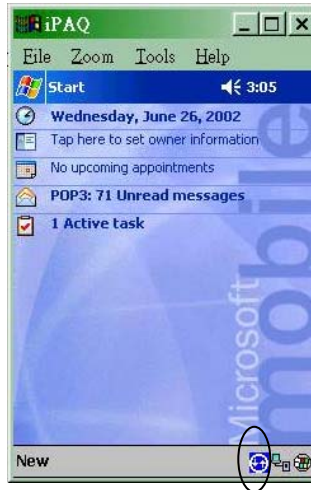 iPAQ
File Zoom Tools Help
Start 3:05
Wednesday, June 26, 2002
Tap here to set owner information
No upcoming appointments
POP3: 71 Unread messages
1 Active task
Microsoft
mobile
New